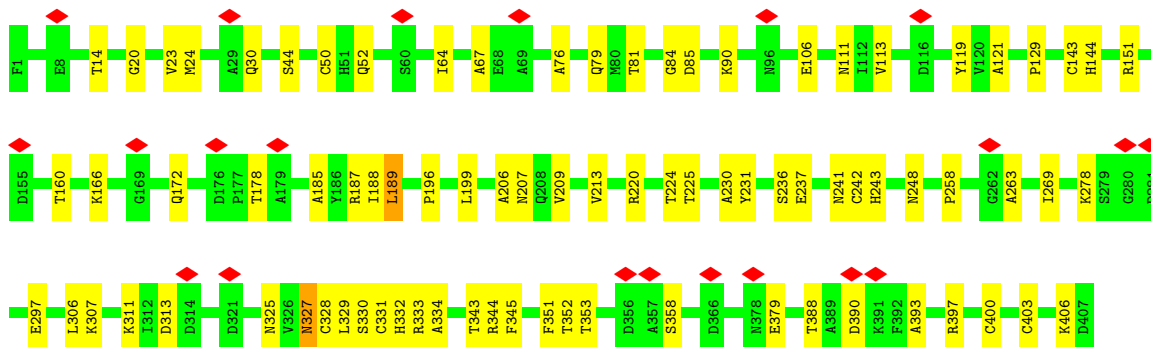 F1 E8 T14 G20 V23 M24 A29 Q30 S44 C50 H51 Q52 S60 I64 A67 E68 A69 A76 Q79 M80 T81 G84 D85 K90 N96 E106 N111 I112 V113 D116 Y119 V120 A121 P129 C143 H144 R151
D155 T160 K166 G169 Q172 D176 P177 T178 A179 A185 Y186 R187 I188 L189 P196 L199 A206 N207 Q208 V209 V213 R220 T224 T225 A230 Y231 S236 E237 N241 C242 H243 N248 P258 G262 A263 I269 K278 S279 G280
E297 L306 K307 K311 I312 D313 D314 D321 N325 V326 N327 C328 L329 S330 C331 H332 R333 A334 T343 R344 F345 F351 T352 T353 D356 A357 S358 D366 N378 E379 T388 A389 D390 K391 F392 A393 R397 C400 C403 K406 D407